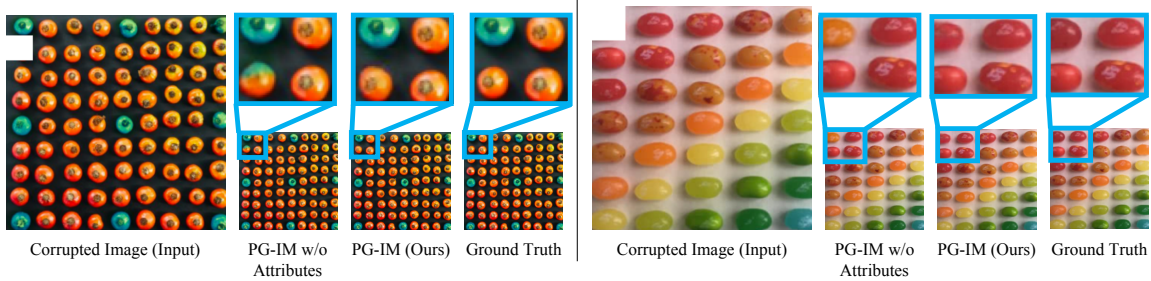 Corrupted Image (Input)
PG-IM w/o
Attributes
PG-IM (Ours)
Ground Truth
Corrupted Image (Input)
PG-IM w/o
Attributes
PG-IM (Ours)
Ground Truth